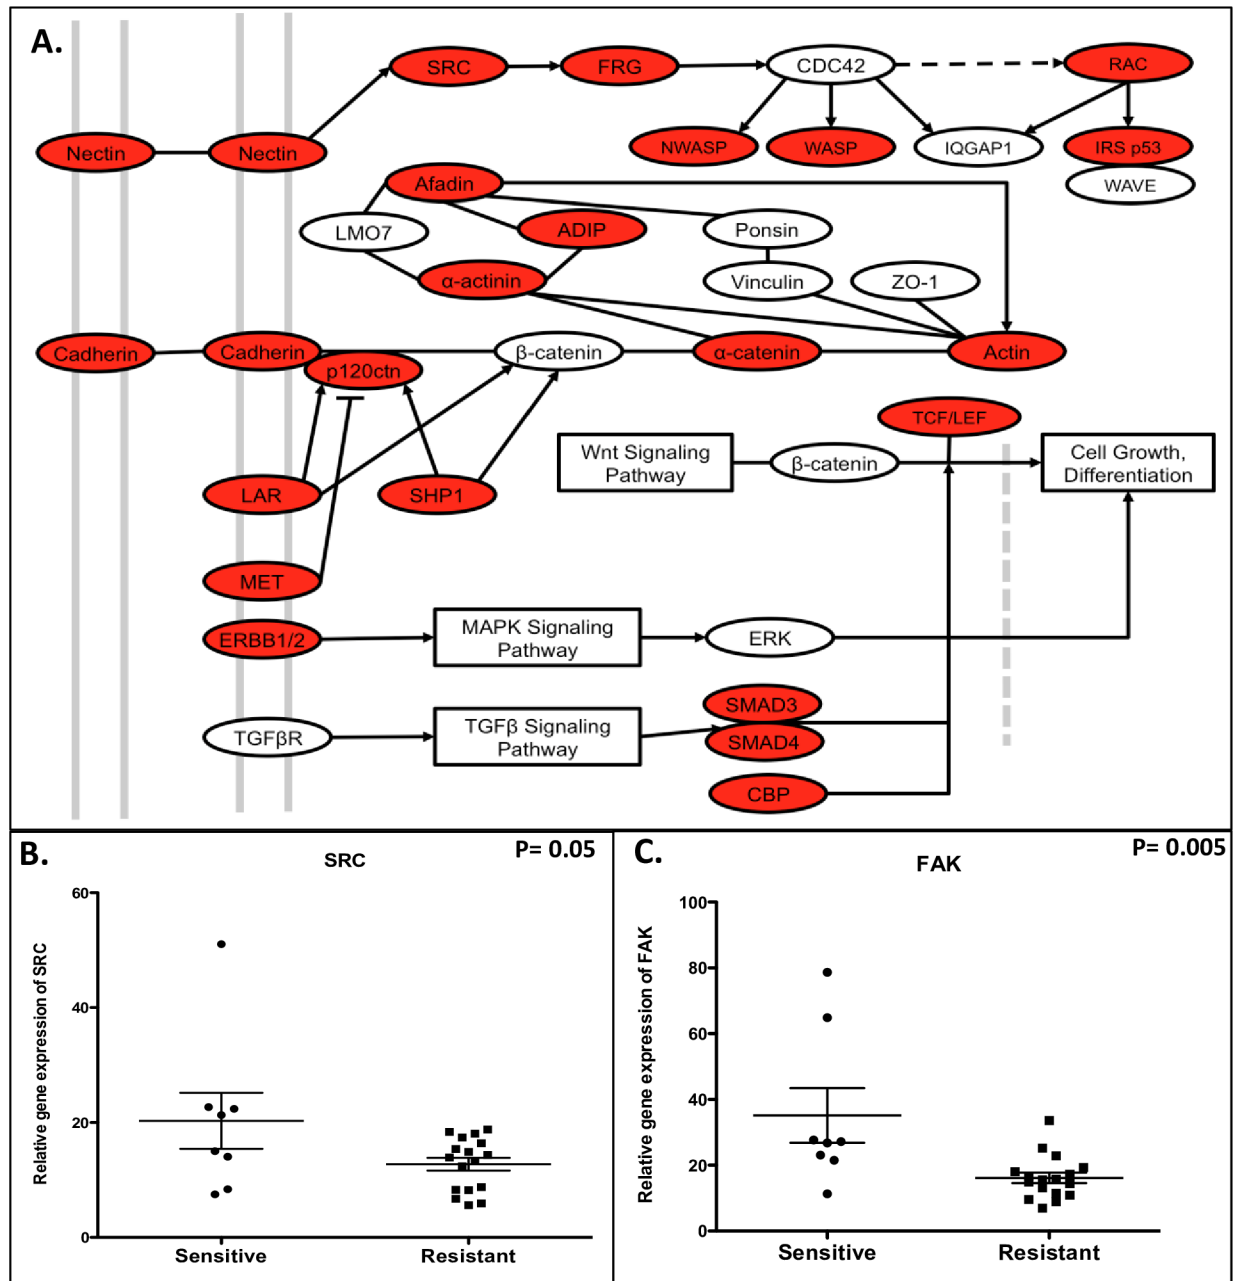 A.
SRC
FRG
CDC42
RAC
Nectin
Nectin
NWASP
WASP
IQGAP1
IRS p53
WAVE
Afadin
LMO7
ADIP
Ponsin
α-actinin
Vinculin
ZO-1
Cadherin
Cadherin
p120ctn
β-catenin
α-catenin
Actin
TCF/LEF
Wnt Signaling
Pathway
β-catenin
Cell Growth,
Differentiation
LAR
SHP1
MET
ERBB1/2
MAPK Signaling
Pathway
ERK
TGFβR
TGFβ Signaling
Pathway
SMAD3
SMAD4
CBP
B.
SRC
P= 0.05
Relative gene expression of SRC
60
40
20
0
Sensitive
Resistant
C.
FAK
P= 0.005
Relative gene expression of FAK
100
80
60
40
20
0
Sensitive
Resistant